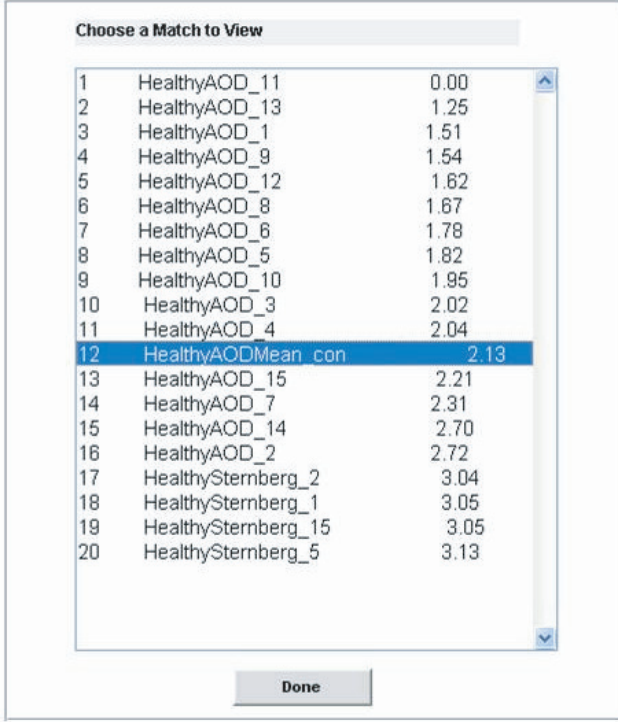 Choose a Match to View
1 HealthyAOD_11 0.00
2 HealthyAOD_13 1.25
3 HealthyAOD_1 1.51
4 HealthyAOD_9 1.54
5 HealthyAOD_12 1.62
6 HealthyAOD_8 1.67
7 HealthyAOD_6 1.78
8 HealthyAOD_5 1.82
9 HealthyAOD_10 1.95
10 HealthyAOD_3 2.02
11 HealthyAOD_4 2.04
12 HealthyAODMean_con 2.13
13 HealthyAOD_15 2.21
14 HealthyAOD_7 2.31
15 HealthyAOD_14 2.70
16 HealthyAOD_2 2.72
17 HealthySternberg_2 3.04
18 HealthySternberg_1 3.05
19 HealthySternberg_15 3.05
20 HealthySternberg_5 3.13
Done